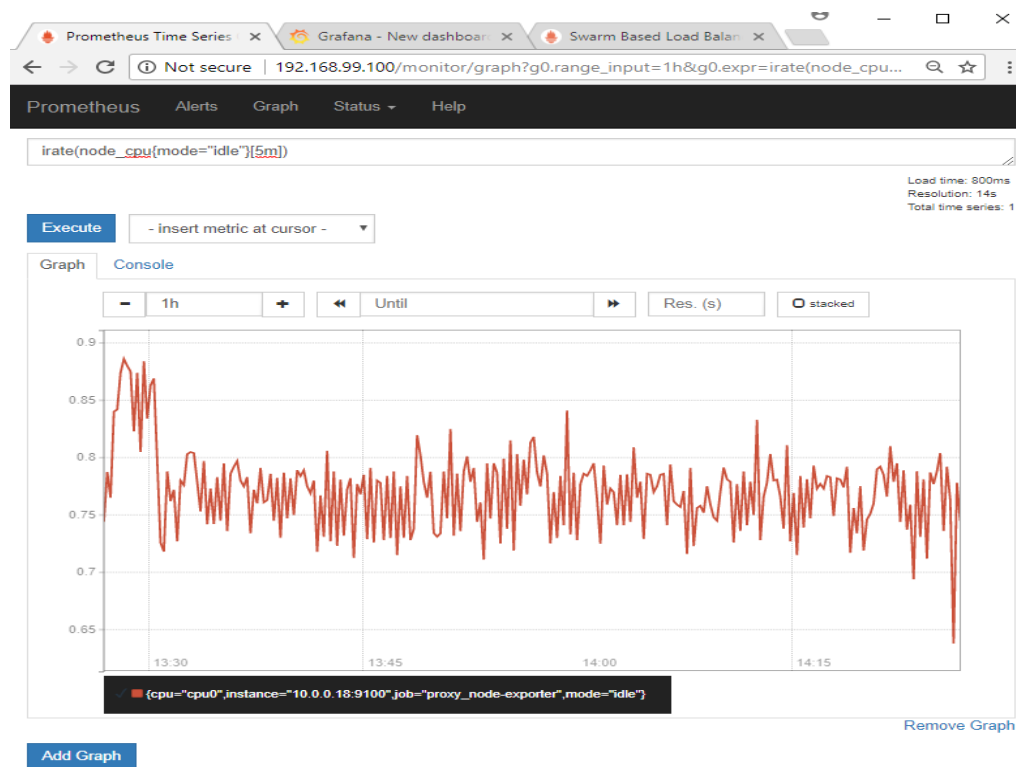 Prometheus Time Series
Grafana - New dashboar
Swarm Based Load Balan
Not secure | 192.168.99.100/monitor/graph?g0.range_input=1h&g0.expr=irate(node_cpu...
Prometheus Alerts Graph Status Help
irate(node_cpu{mode="idle"}[5m])
Load time: 800ms
Resolution: 14s
Total time series: 1
Execute - insert metric at cursor -
Graph Console
1h Until Res. (s) stacked
0.9
0.85
0.8
0.75
0.7
0.65
13:30 13:45 14:00 14:15
{cpu="cpu0",instance="10.0.0.18:9100",job="proxy_node-exporter",mode="idle"}
Remove Graph
Add Graph